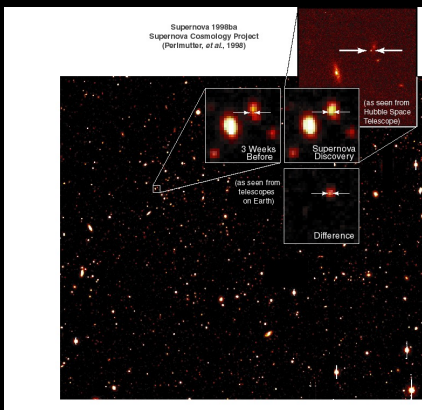 Supernova 1998ba
Supernova Cosmology Project
(Perlmutter, et al., 1998)
(as seen from
Hubble Space
Telescope)
3 Weeks
Before
Supernova
Discovery
(as seen from
telescopes
on Earth)
Difference